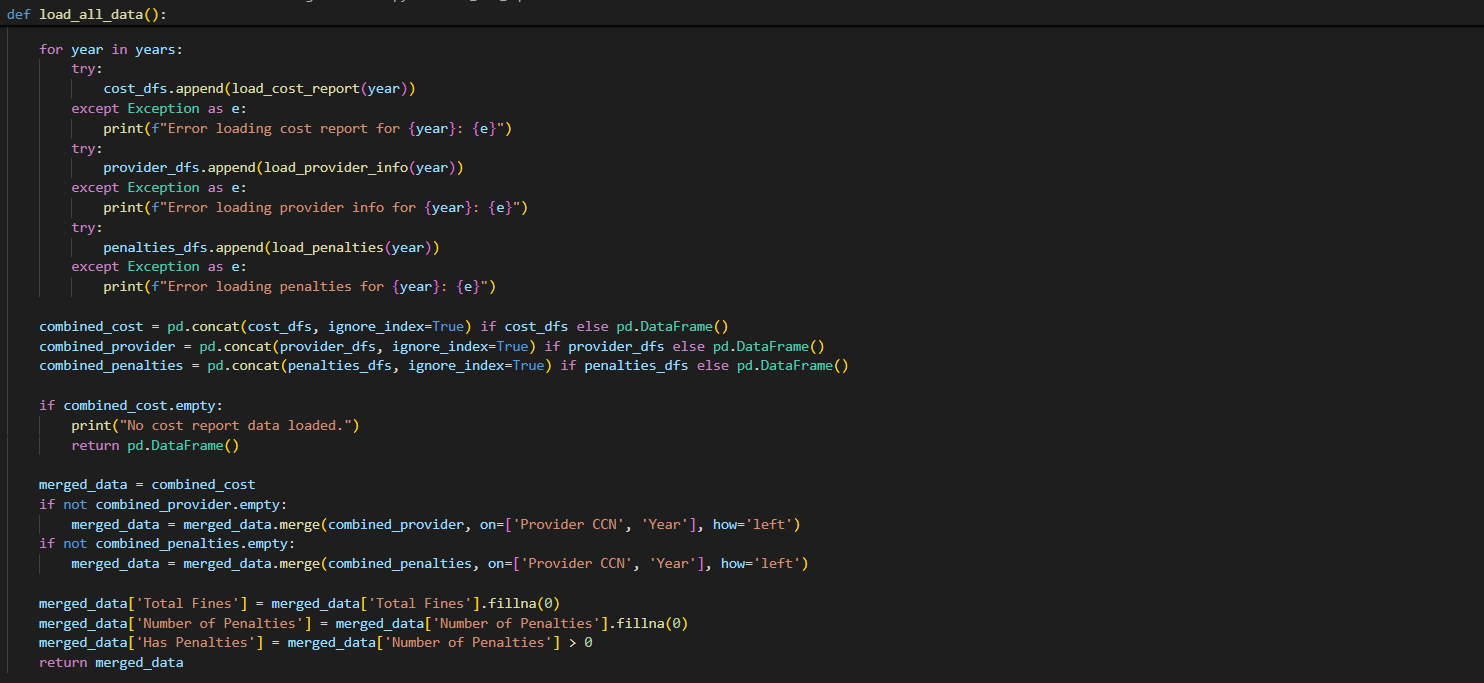 def load_all_data():
for year in years:
try:
cost_dfs.append(load_cost_report(year))
except Exception as e:
print(f"Error loading cost report for {year}: {e}")
try:
provider_dfs.append(load_provider_info(year))
except Exception as e:
print(f"Error loading provider info for {year}: {e}")
try:
penalties_dfs.append(load_penalties(year))
except Exception as e:
print(f"Error loading penalties for {year}: {e}")
combined_cost = pd.concat(cost_dfs, ignore_index=True) if cost_dfs else pd.DataFrame()
combined_provider = pd.concat(provider_dfs, ignore_index=True) if provider_dfs else pd.DataFrame()
combined_penalties = pd.concat(penalties_dfs, ignore_index=True) if penalties_dfs else pd.DataFrame()
if combined_cost.empty:
print("No cost report data loaded.")
return pd.DataFrame()
merged_data = combined_cost
if not combined_provider.empty:
merged_data = merged_data.merge(combined_provider, on=['Provider CCN', 'Year'], how='left')
if not combined_penalties.empty:
merged_data = merged_data.merge(combined_penalties, on=['Provider CCN', 'Year'], how='left')
merged_data['Total Fines'] = merged_data['Total Fines'].fillna(0)
merged_data['Number of Penalties'] = merged_data['Number of Penalties'].fillna(0)
merged_data['Has Penalties'] = merged_data['Number of Penalties'] > 0
return merged_data